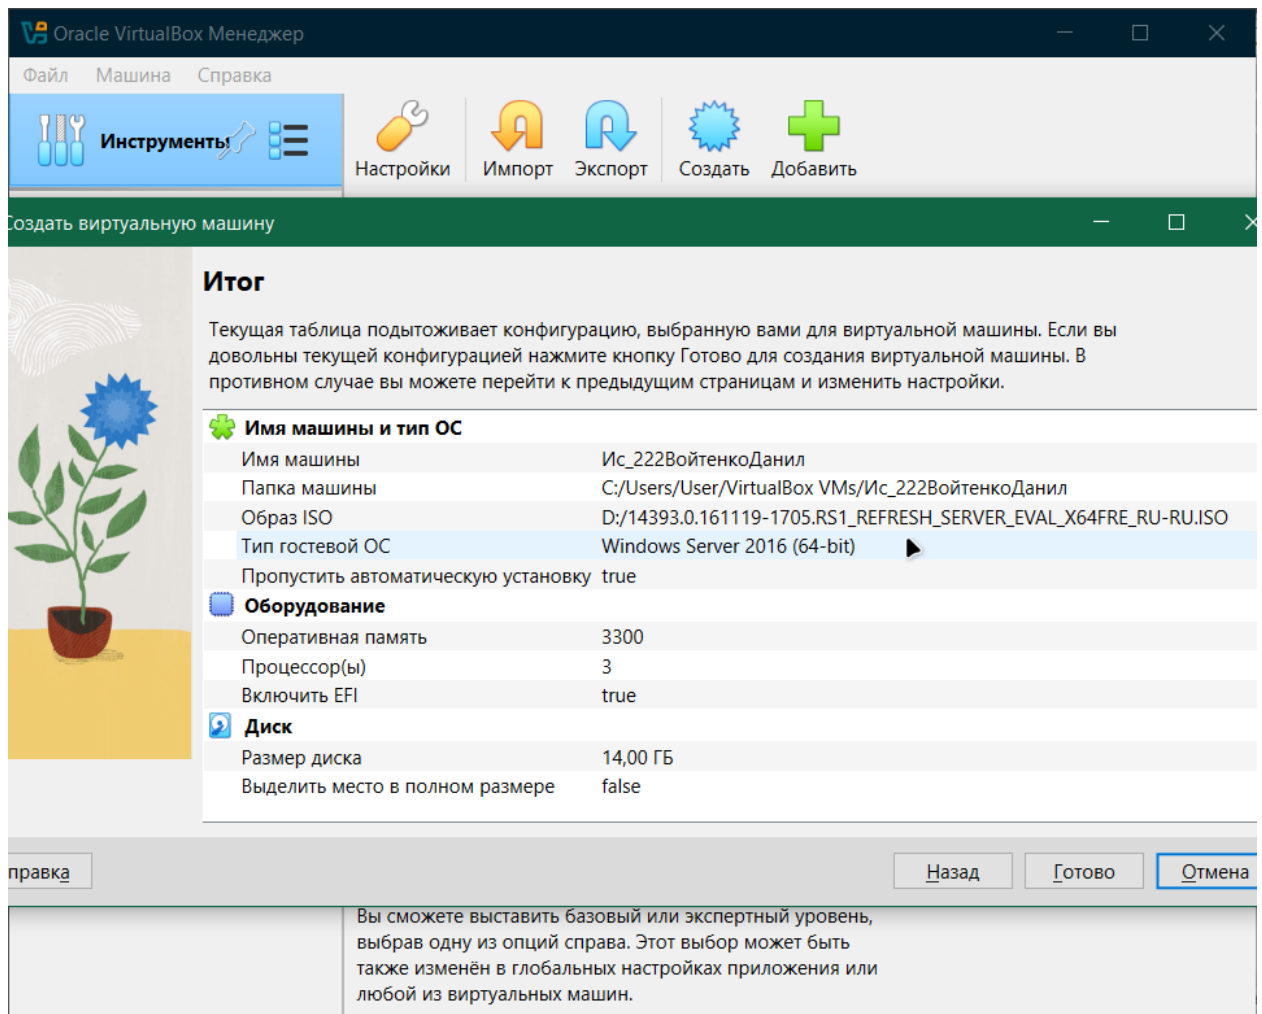 Oracle VirtualBox Менеджер
Файл Машина Справка
Инструменты
Настройки Импорт Экспорт Создать Добавить
Создать виртуальную машину
Итог
Текущая таблица подытоживает конфигурацию, выбранную вами для виртуальной машины. Если вы
довольны текущей конфигурацией нажмите кнопку Готово для создания виртуальной машины. В
противном случае вы можете перейти к предыдущим страницам и изменить настройки.
Имя машины и тип ОС
Имя машины Ис_222ВойтенкоДанил
Папка машины C:/Users/User/VirtualBox VMs/Ис_222ВойтенкоДанил
Образ ISO D:/14393.0.161119-1705.RS1_REFRESH_SERVER_EVAL_X64FRE_RU-RU.ISO
Тип гостевой ОС Windows Server 2016 (64-bit)
Пропустить автоматическую установку true
Оборудование
Оперативная память 3300
Процессор(ы) 3
Включить EFI true
Диск
Размер диска 14,00 ГБ
Выделить место в полном размере false
правка Назад Готово Отмена
Вы сможете выставить базовый или экспертный уровень,
выбрав одну из опций справа. Этот выбор может быть
также изменён в глобальных настройках приложения или
любой из виртуальных машин.